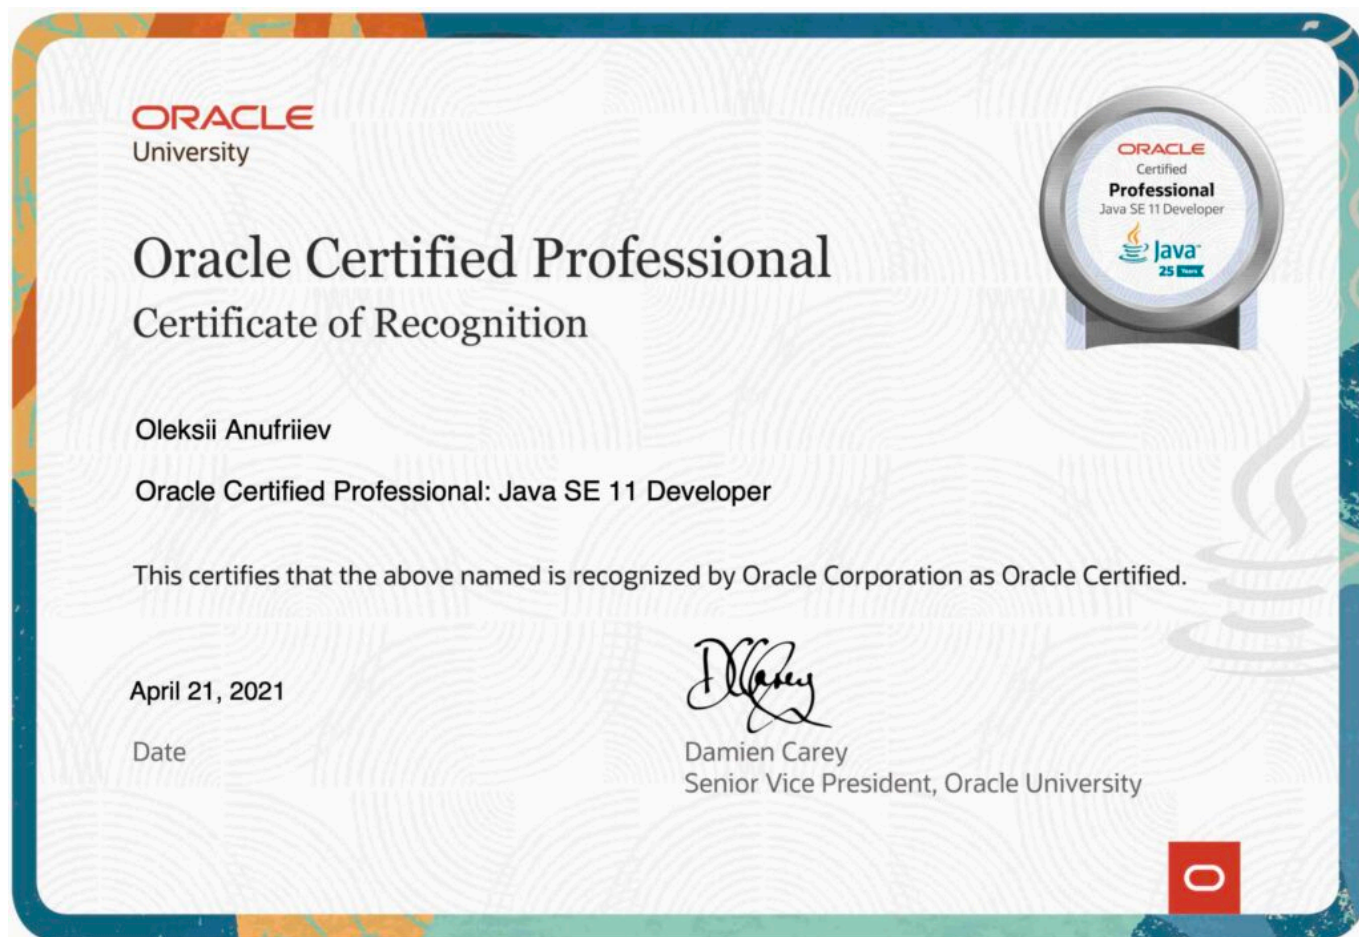 ORACLE
University
ORACLE
Certified
Professional
Java SE 11 Developer
Java
25 Years
Oracle Certified Professional
Certificate of Recognition
Oleksii Anufriiev
Oracle Certified Professional: Java SE 11 Developer
This certifies that the above named is recognized by Oracle Corporation as Oracle Certified.
April 21, 2021
Date
DCarey
Damien Carey
Senior Vice President, Oracle University